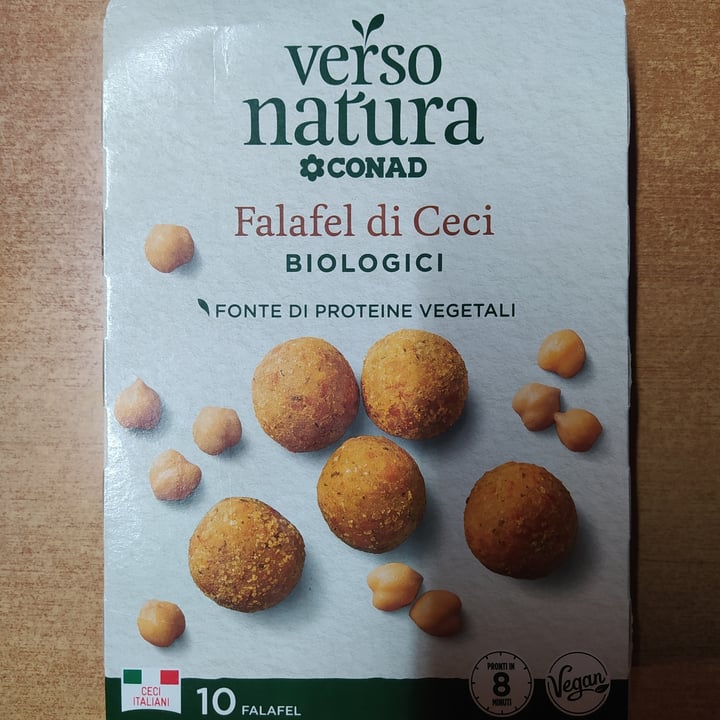 verso
natura
CONAD
Falafel di Ceci
BIOLOGICI
FONTE DI PROTEINE VEGETALI
CECI
ITALIANI
10 FALAFEL
PRONTI IN
8
MINUTI
Vegan